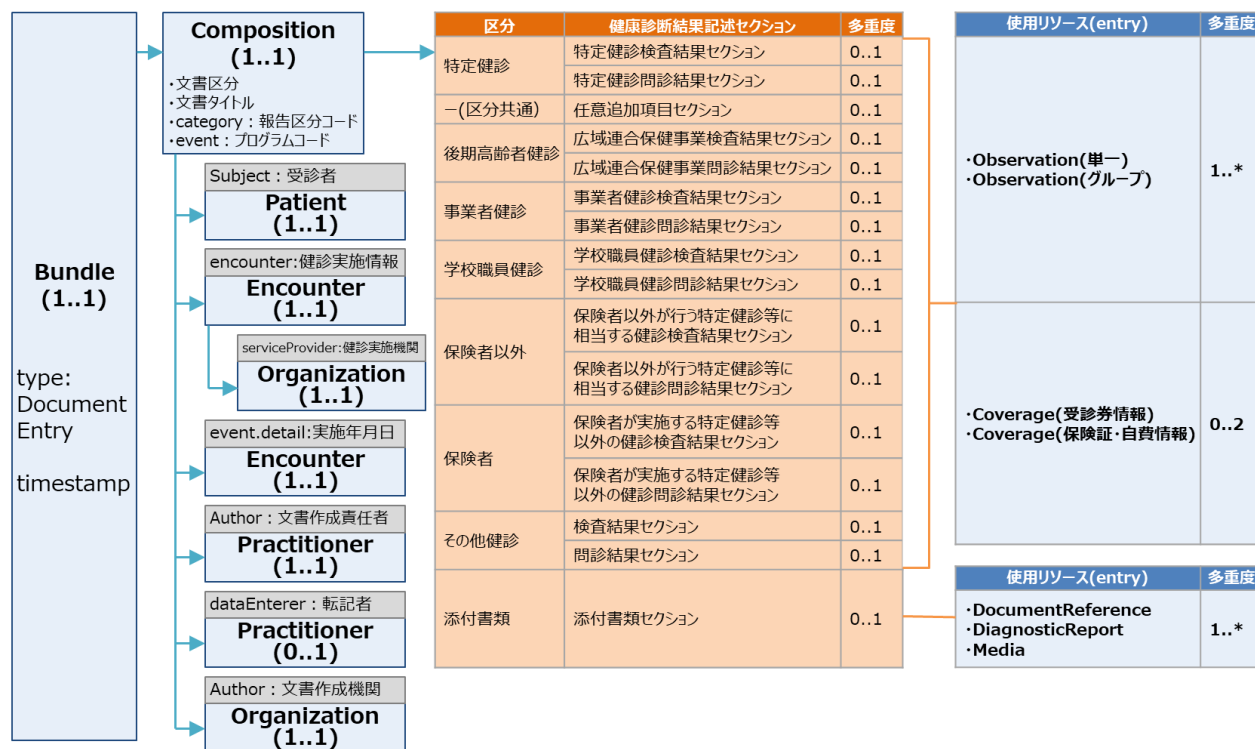 Bundle
(1..1)
type:
Document
Entry
timestamp
Composition
(1..1)
・文書区分
・文書タイトル
・category：報告区分コード
・event：プログラムコード
Subject：受診者
Patient
(1..1)
encounter:健診実施情報
Encounter
(1..1)
serviceProvider:健診実施機関
Organization
(1..1)
event.detail:実施年月日
Encounter
(1..1)
Author：文書作成責任者
Practitioner
(1..1)
dataEnterer：転記者
Practitioner
(0..1)
Author：文書作成機関
Organization
(1..1)
区分 健康診断結果記述セクション 多重度
特定健診 特定健診検査結果セクション 0..1
特定健診問診結果セクション 0..1
－(区分共通) 任意追加項目セクション 0..1
後期高齢者健診 広域連合保健事業検査結果セクション 0..1
広域連合保健事業問診結果セクション 0..1
事業者健診 事業者健診検査結果セクション 0..1
事業者健診問診結果セクション 0..1
学校職員健診 学校職員健診検査結果セクション 0..1
学校職員健診問診結果セクション 0..1
保険者以外 保険者以外が行う特定健診等に
相当する健診検査結果セクション 0..1
保険者以外が行う特定健診等に
相当する健診問診結果セクション 0..1
保険者 保険者が実施する特定健診等
以外の健診検査結果セクション 0..1
保険者が実施する特定健診等
以外の健診問診結果セクション 0..1
その他健診 検査結果セクション 0..1
問診結果セクション 0..1
添付書類 添付書類セクション 0..1
使用リソース(entry) 多重度
・Observation(単一)
・Observation(グループ) 1..*
・Coverage(受診券情報)
・Coverage(保険証・自費情報) 0..2
使用リソース(entry) 多重度
・DocumentReference
・DiagnosticReport 1..*
・Media